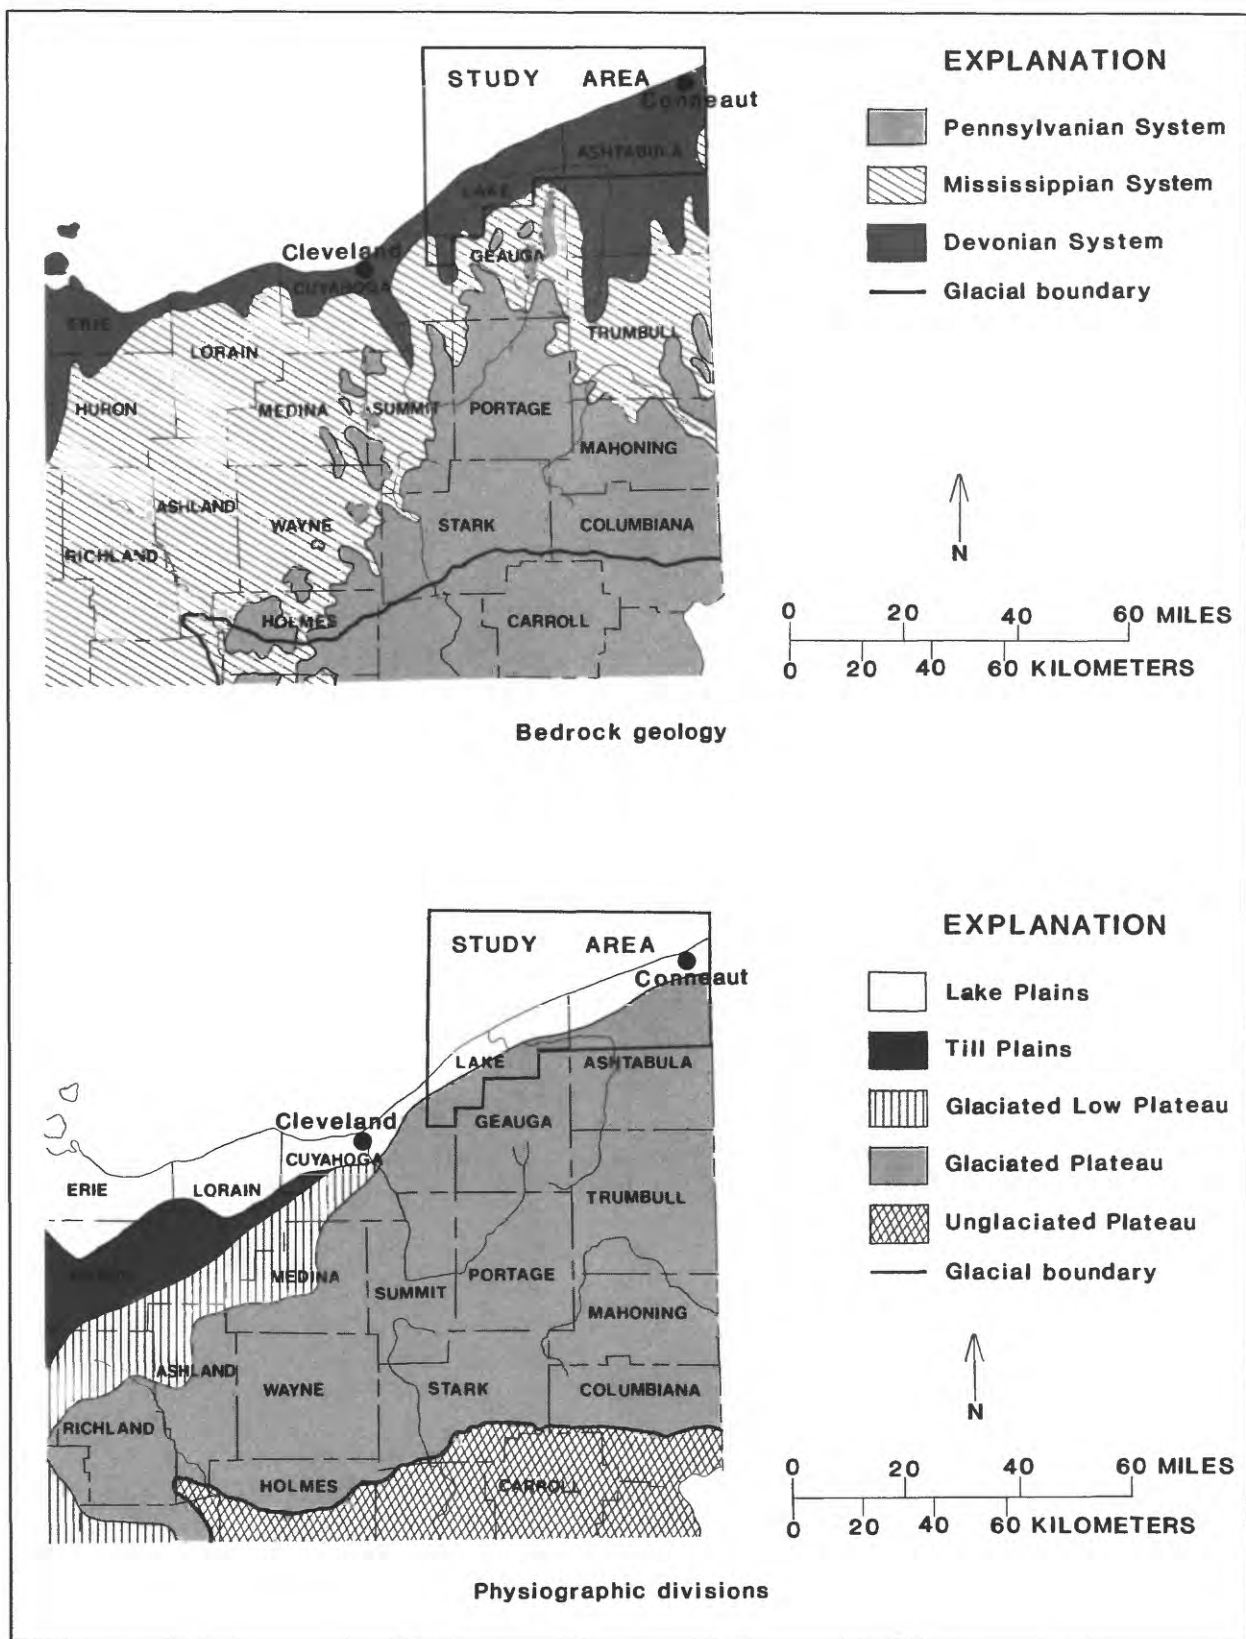 STUDY AREA
Conneaut
ASHTABULA
LAKE
Cleveland
GEAUGA
CUYAHOGA
ERIE
TRUMBULL
LORAIN
HURON
MEDINA
SUMMIT
PORTAGE
MAHONING
ASHLAND
WAYNE
STARK
COLUMBIANA
RICHLAND
HOLMES
CARROLL
EXPLANATION
Pennsylvanian System
Mississippian System
Devonian System
Glacial boundary
N
0 20 40 60 MILES
0 20 40 60 KILOMETERS
Bedrock geology
STUDY AREA
Conneaut
LAKE
ASHTABULA
Cleveland
GEAUGA
CUYAHOGA
ERIE
LORAIN
TRUMBULL
MEDINA
PORTAGE
SUMMIT
MAHONING
ASHLAND
WAYNE
STARK
COLUMBIANA
RICHLAND
HOLMES
CARROLL
EXPLANATION
Lake Plains
Till Plains
Glaciated Low Plateau
Glaciated Plateau
Unglaciated Plateau
Glacial boundary
N
0 20 40 60 MILES
0 20 40 60 KILOMETERS
Physiographic divisions